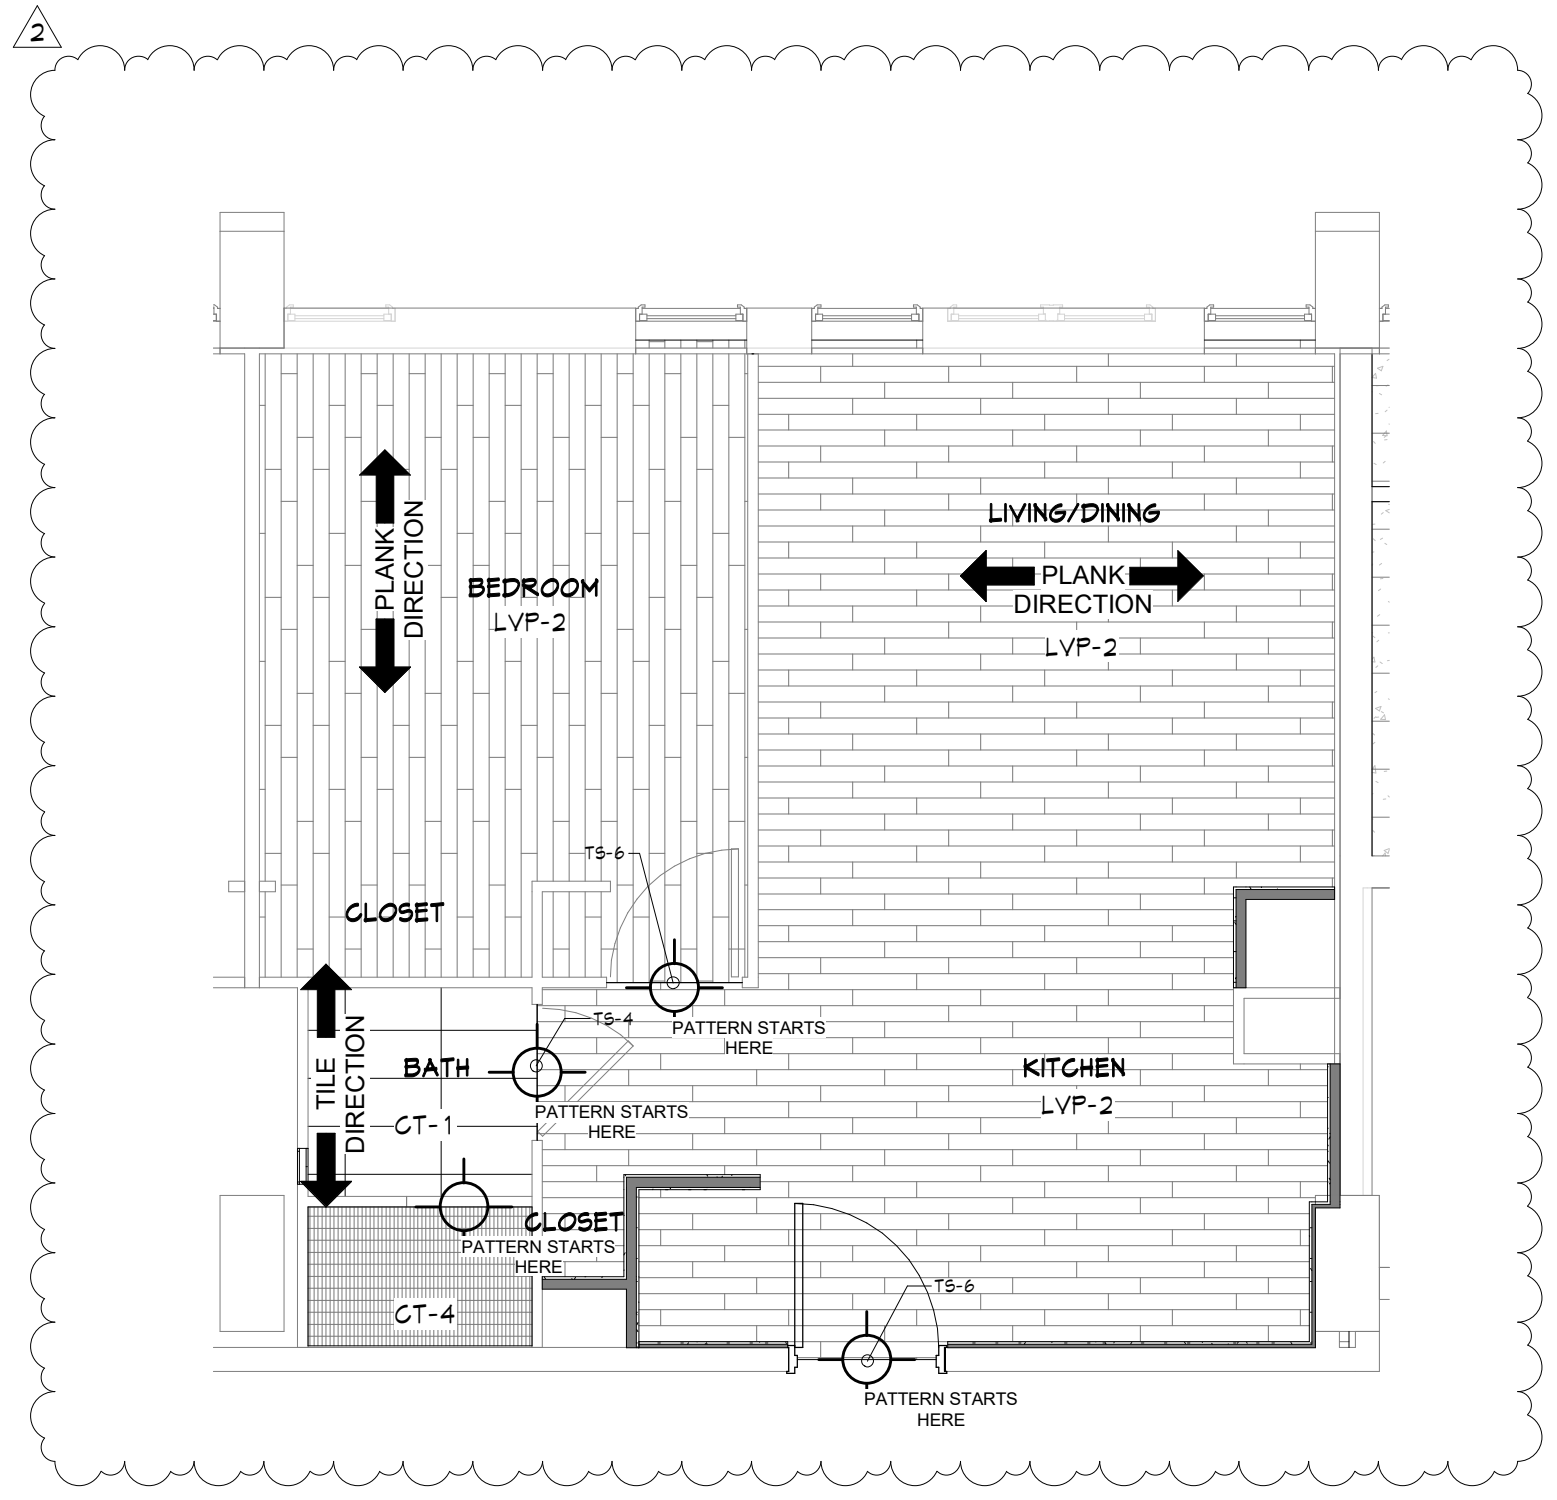 2
LIVING/DINING
PLANK
DIRECTION
LVP-2
PLANK
DIRECTION
BEDROOM
LVP-2
TS-6
CLOSET
TS-4
PATTERN STARTS
HERE
TILE
DIRECTION
BATH
CT-1
KITCHEN
LVP-2
PATTERN STARTS
HERE
CLOSET
PATTERN STARTS
HERE
CT-4
TS-6
PATTERN STARTS
HERE